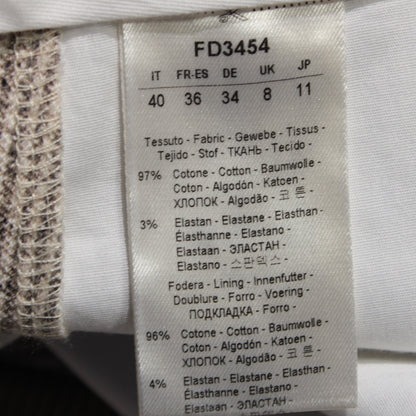 FD3454
IT FR-ES DE UK JP
40 36 34 8 11
Tessuto - Fabric - Gewebe - Tissus -
Tejido - Stof - ТКАНЬ - Tecido -
97% Cotone - Cotton - Baumwolle -
Coton - Algodón - Katoen -
ХЛОПОК - Algodão - 코튼 -
3% Elastan - Elastane - Elasthan -
Élasthanne - Elastano -
Elastaan - ЭЛАСТАН -
Elastano - 스판덱스 -
Fodera - Lining - Innenfutter -
Doublure - Forro - Voering -
ПОДКЛАДКА - Forro -
96% Cotone - Cotton - Baumwolle -
Coton - Algodón - Katoen -
ХЛОПОК - Algodão - 코튼 -
4% Elastan - Elastane - Elasthan -
Élasthanne - Elastano -
Elastaan - ЭЛАСТАН -